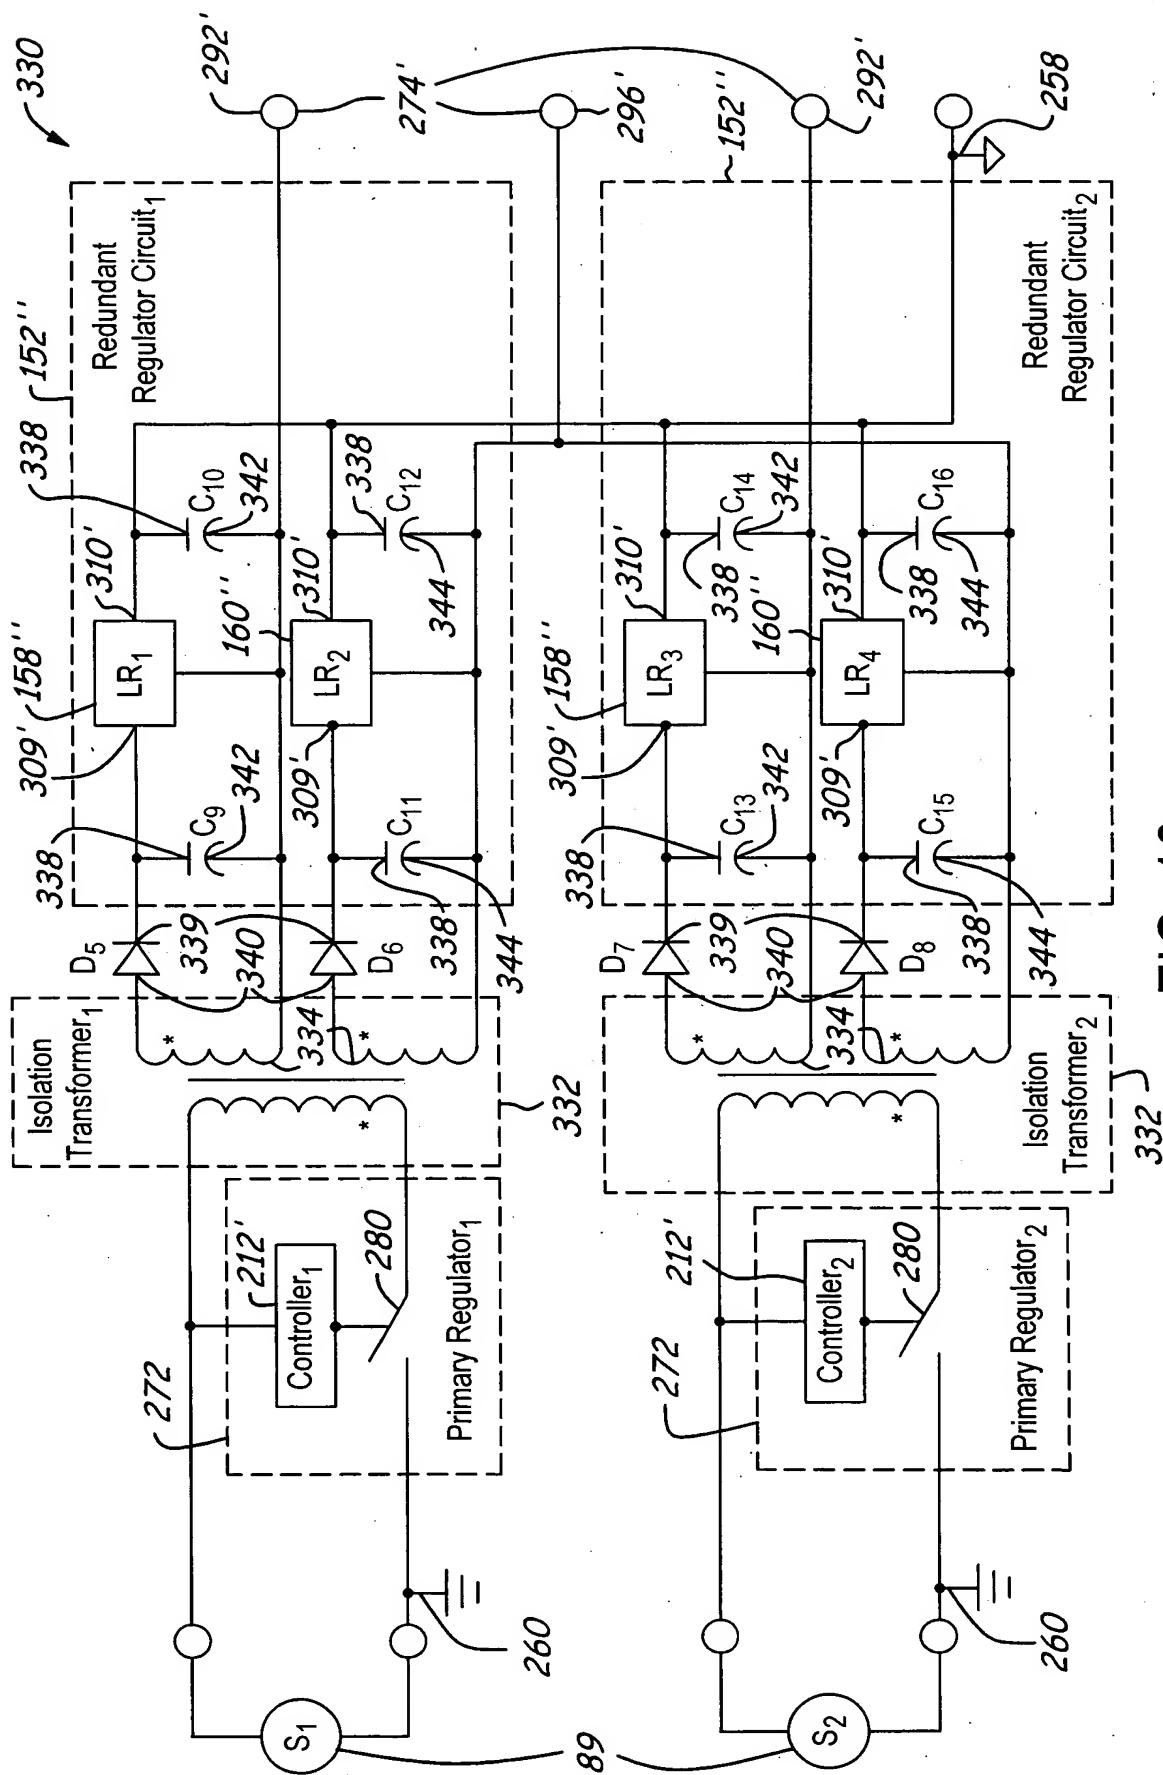 330
292'
274'
296'
292'
258
152''
Redundant
Regulator Circuit1
152''
Redundant
Regulator Circuit2
338
C10
342
338
C12
344
310'
LR1
158''
309'
160''
310'
LR2
309'
338
C9
342
C11
338
344
C14
338
342
C16
338
344
310'
LR3
158''
309'
160''
310'
LR4
309'
338
C13
342
C15
338
344
D5
339
340
D6
D7
339
340
D8
Isolation
Transformer1
*
334
*
*
332
Isolation
Transformer2
*
334
*
*
332
272
212'
Controller1
280
Primary Regulator1
272
212'
Controller2
280
Primary Regulator2
260
260
S1
89
S2